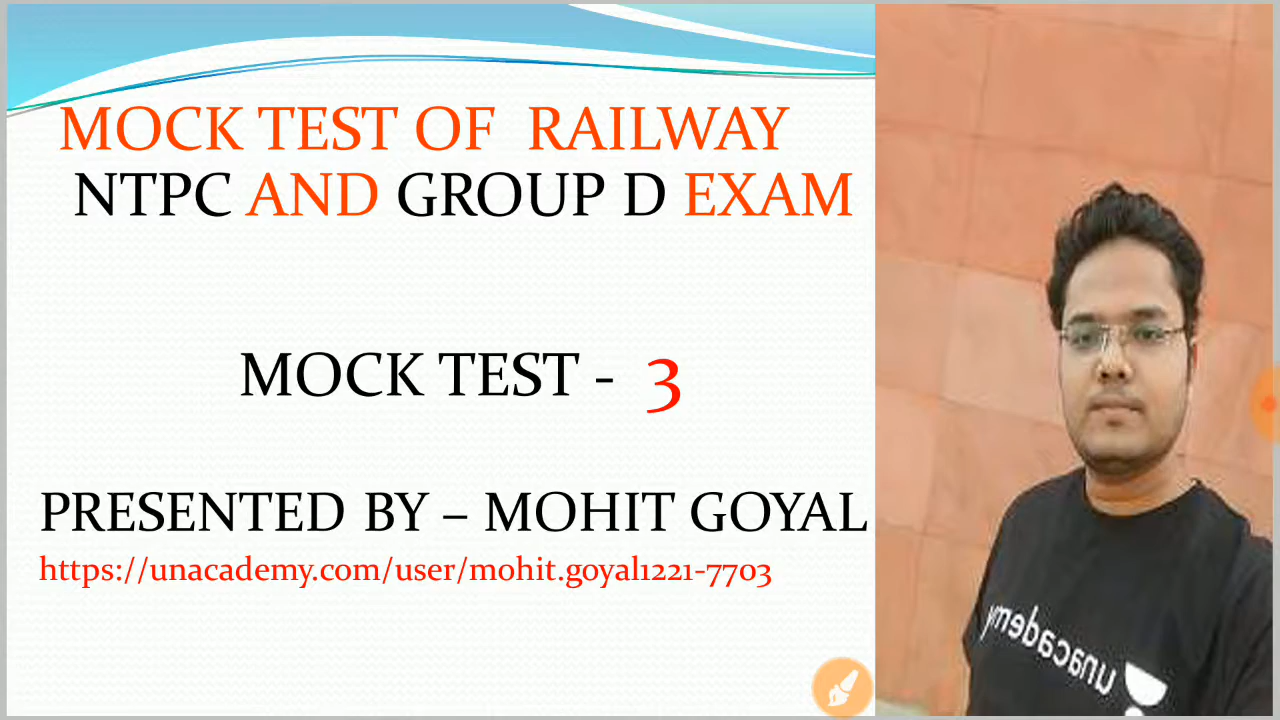 MOCK TEST OF RAILWAY
NTPC AND GROUP D EXAM
MOCK TEST - 3
PRESENTED BY – MOHIT GOYAL
https://unacademy.com/user/mohit.goyal1221-7703
unacademy